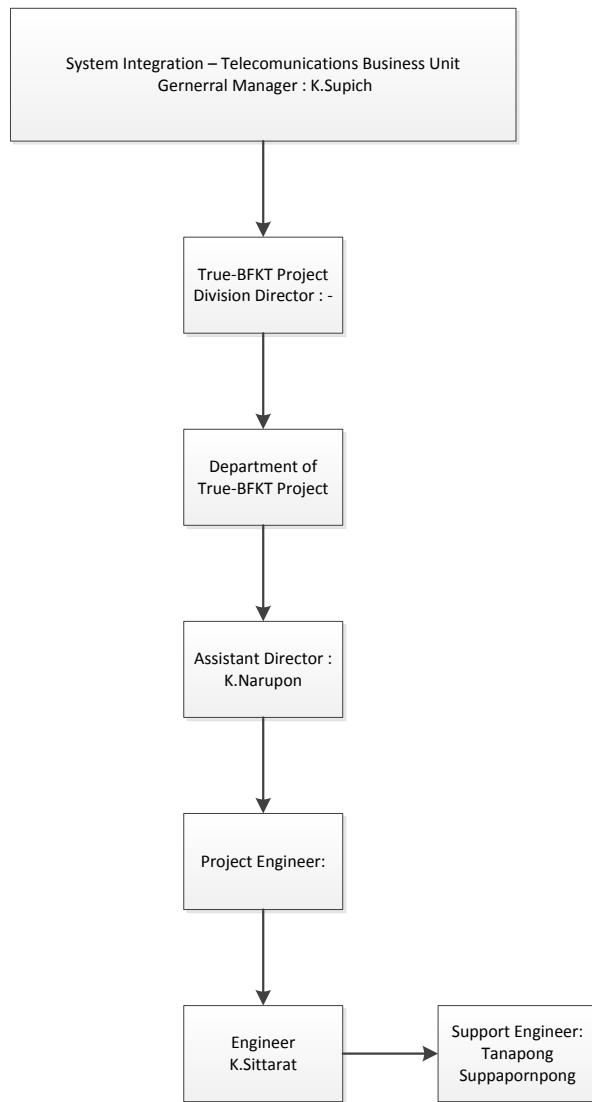 System Integration – Telecomunications Business Unit
Gernerral Manager : K.Supich
True-BFKT Project
Division Director : -
Department of
True-BFKT Project
Assistant Director :
K.Narupon
Project Engineer:
Engineer
K.Sittarat
Support Engineer:
Tanapong
Suppapornpong